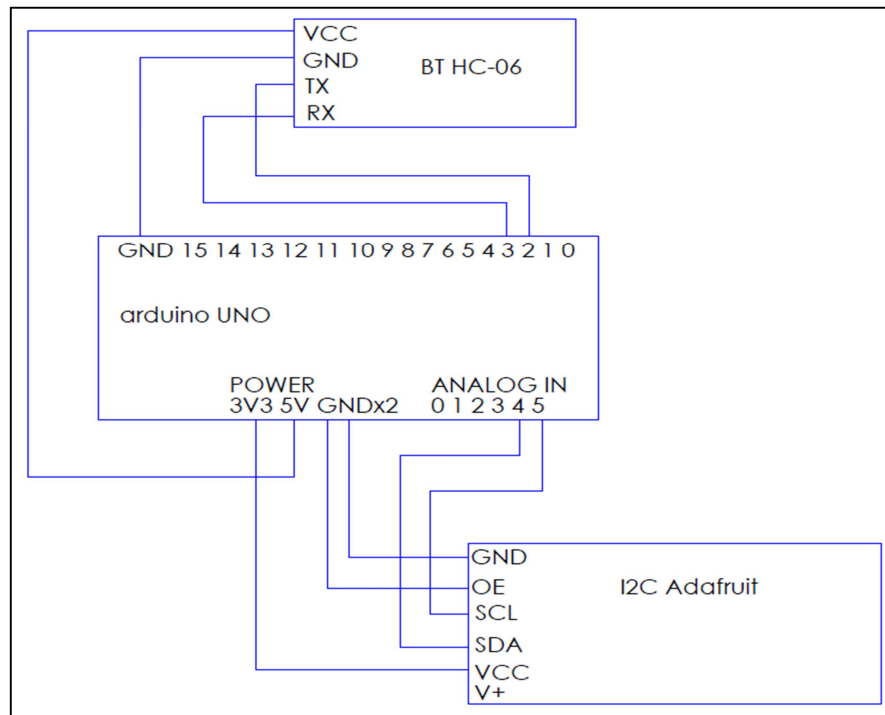 VCC
GND
TX
RX
BT HC-06
GND 15 14 13 12 11 10 9 8 7 6 5 4 3 2 1 0
arduino UNO
POWER
3V3 5V GNDx2
ANALOG IN
0 1 2 3 4 5
GND
OE
SCL
SDA
VCC
V+
I2C Adafruit